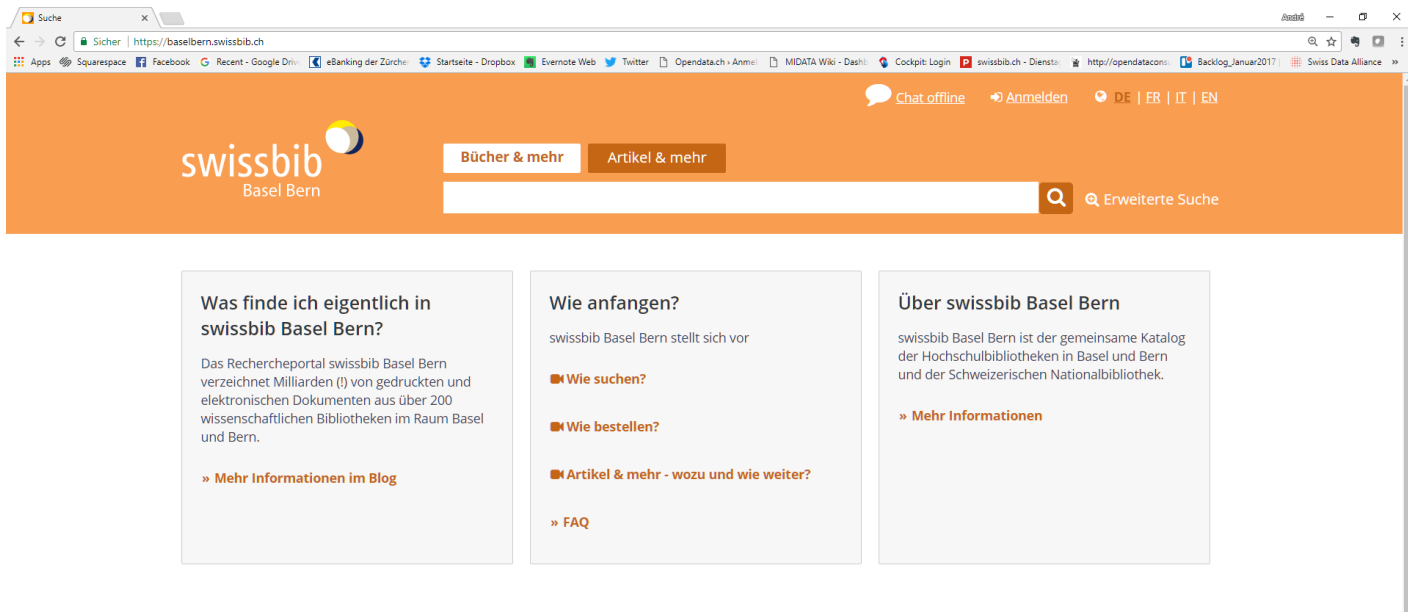 Suche
André
Sicher | https://baselbern.swissbib.ch
Apps Squarespace Facebook Recent - Google Driv eBanking der Zürche Startseite - Dropbox Evernote Web Twitter Opendata.ch › Anme MIDATA Wiki - Dash Cockpit: Login swissbib.ch - Diensta http://opendatacons Backlog_Januar2017 | Swiss Data Alliance »
Chat offline Anmelden DE | FR | IT | EN
swissbib
Basel Bern
Bücher & mehr Artikel & mehr
Erweiterte Suche
Was finde ich eigentlich in
swissbib Basel Bern?
Das Rechercheportal swissbib Basel Bern
verzeichnet Milliarden (!) von gedruckten und
elektronischen Dokumenten aus über 200
wissenschaftlichen Bibliotheken im Raum Basel
und Bern.
» Mehr Informationen im Blog
Wie anfangen?
swissbib Basel Bern stellt sich vor
Wie suchen?
Wie bestellen?
Artikel & mehr - wozu und wie weiter?
» FAQ
Über swissbib Basel Bern
swissbib Basel Bern ist der gemeinsame Katalog
der Hochschulbibliotheken in Basel und Bern
und der Schweizerischen Nationalbibliothek.
» Mehr Informationen